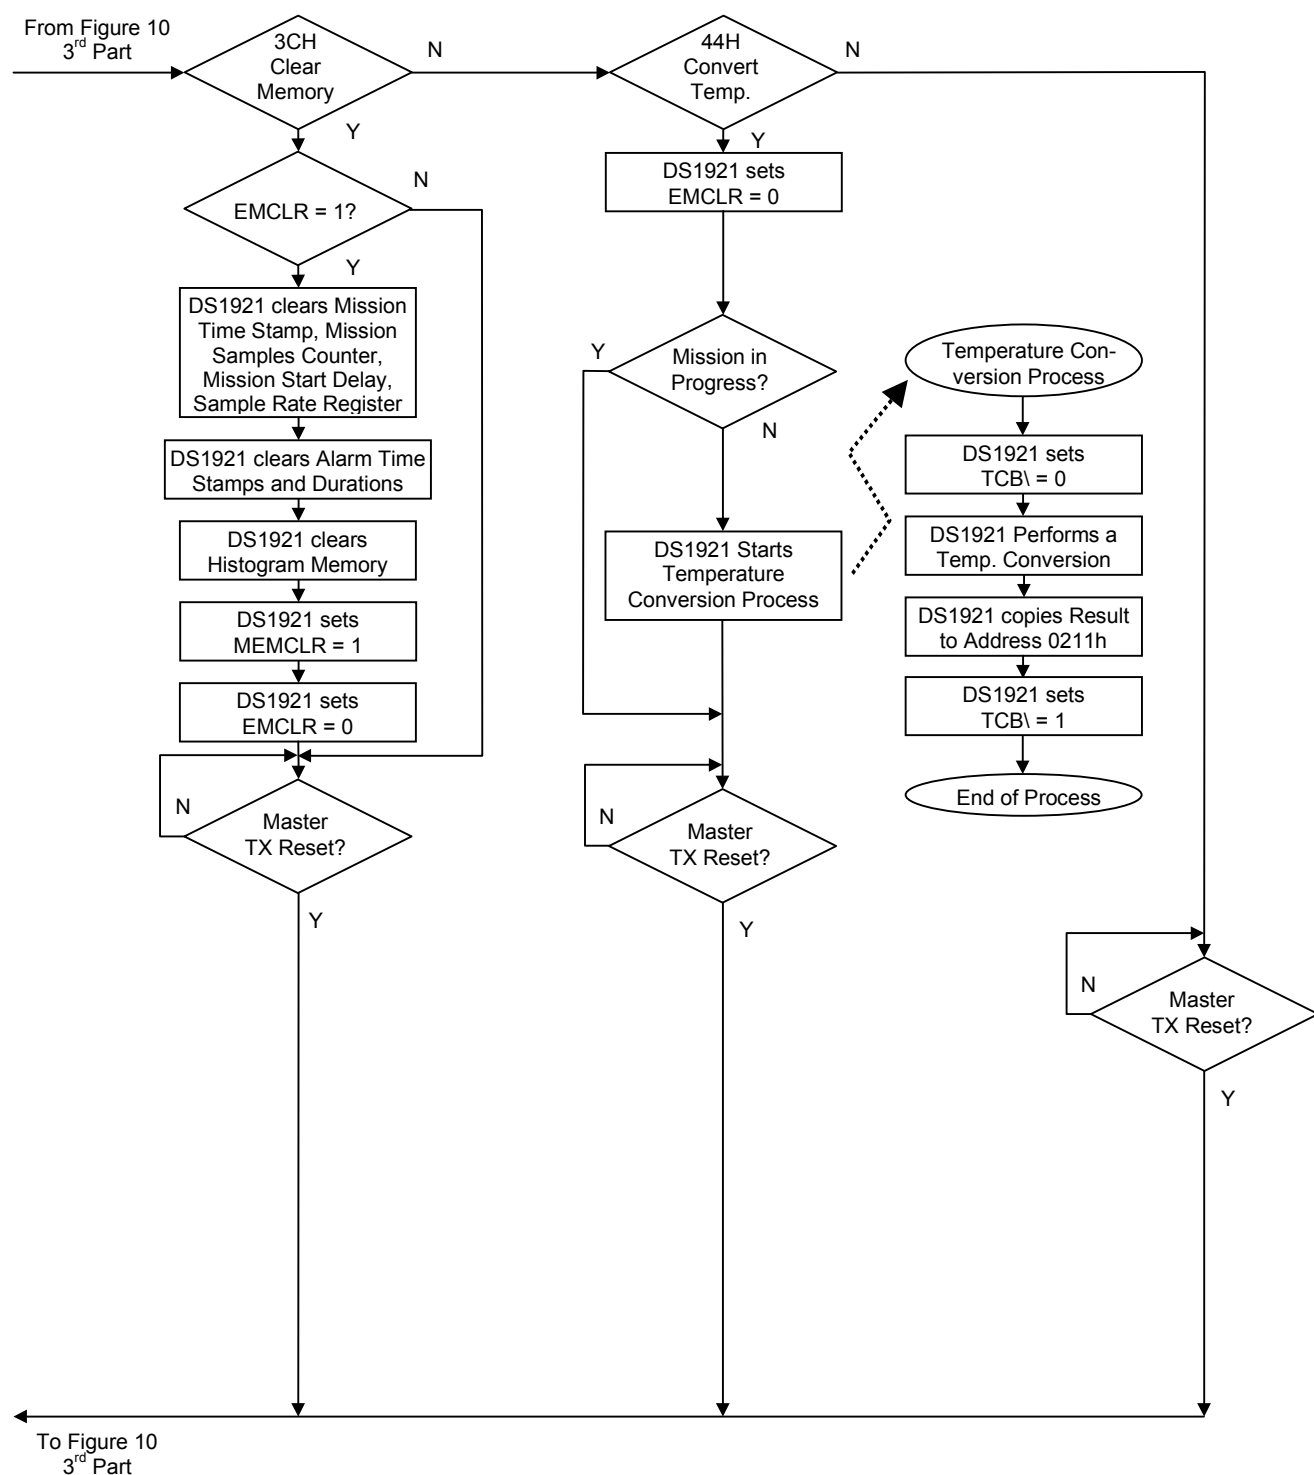 From Figure 10
3rd Part
3CH
Clear
Memory
N
Y
44H
Convert
Temp.
N
Y
EMCLR = 1?
N
Y
DS1921 clears Mission
Time Stamp, Mission
Samples Counter,
Mission Start Delay,
Sample Rate Register
DS1921 clears Alarm Time
Stamps and Durations
DS1921 clears
Histogram Memory
DS1921 sets
MEMCLR = 1
DS1921 sets
EMCLR = 0
N
Master
TX Reset?
Y
DS1921 sets
EMCLR = 0
Y
Mission in
Progress?
N
DS1921 Starts
Temperature
Conversion Process
N
Master
TX Reset?
Y
Temperature Con-
version Process
DS1921 sets
TCB\ = 0
DS1921 Performs a
Temp. Conversion
DS1921 copies Result
to Address 0211h
DS1921 sets
TCB\ = 1
End of Process
N
Master
TX Reset?
Y
To Figure 10
3rd Part